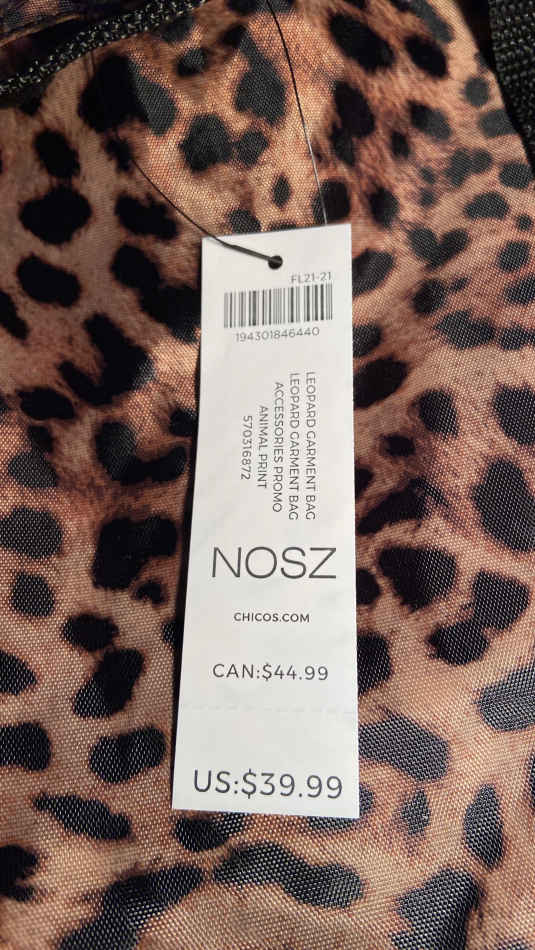 FL21-21
194301846440
LEOPARD GARMENT BAG
LEOPARD GARMENT BAG
ACCESSORIES PROMO
ANIMAL PRINT
570316872
NOSZ
CHICOS.COM
CAN:$44.99
US:$39.99